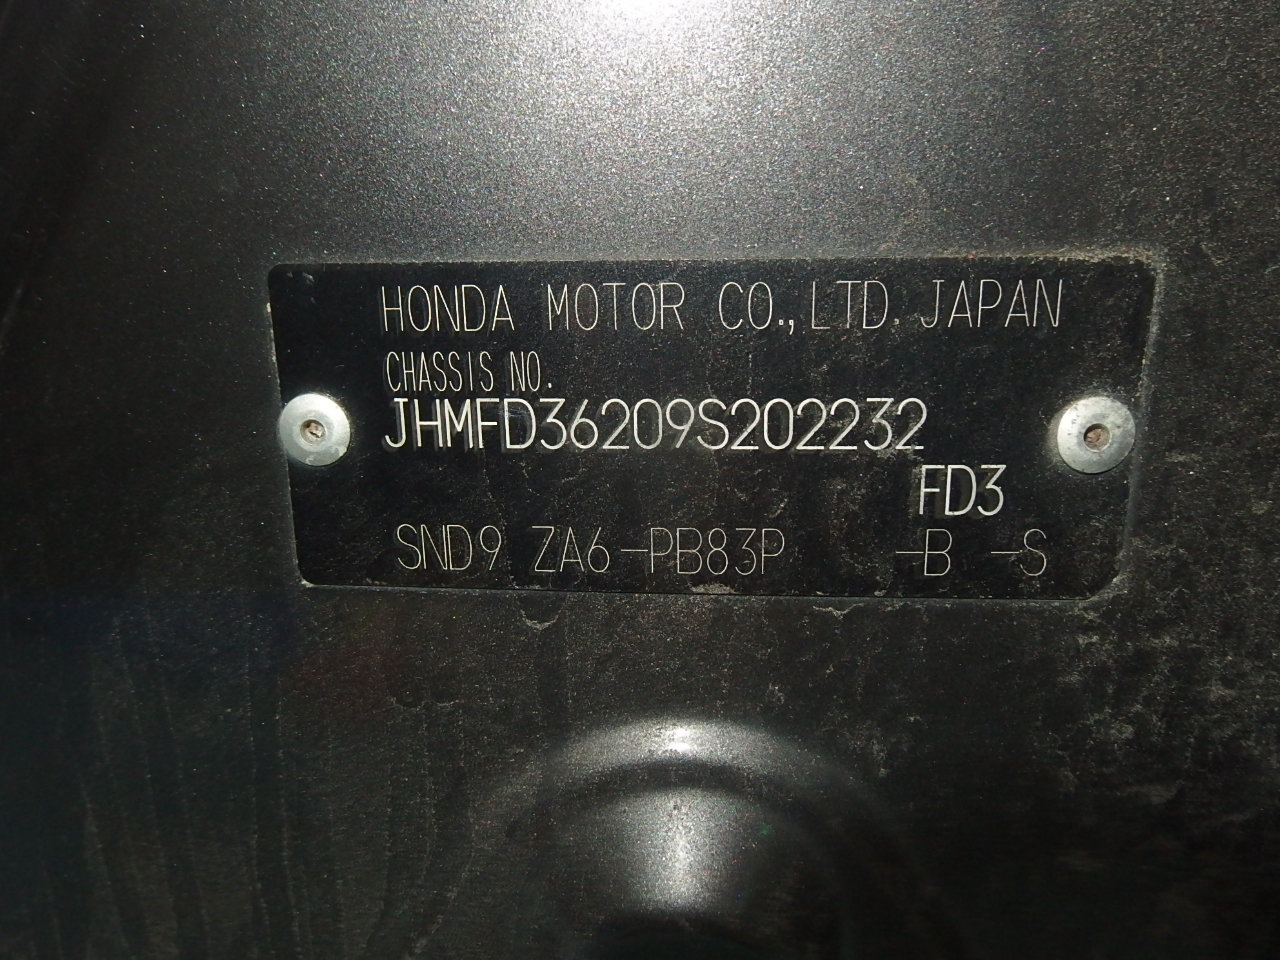 HONDA MOTOR CO., LTD. JAPAN
CHASSIS NO.
JHMFD36209S202232
FD3
SND9 ZA6-PB83P -B -S